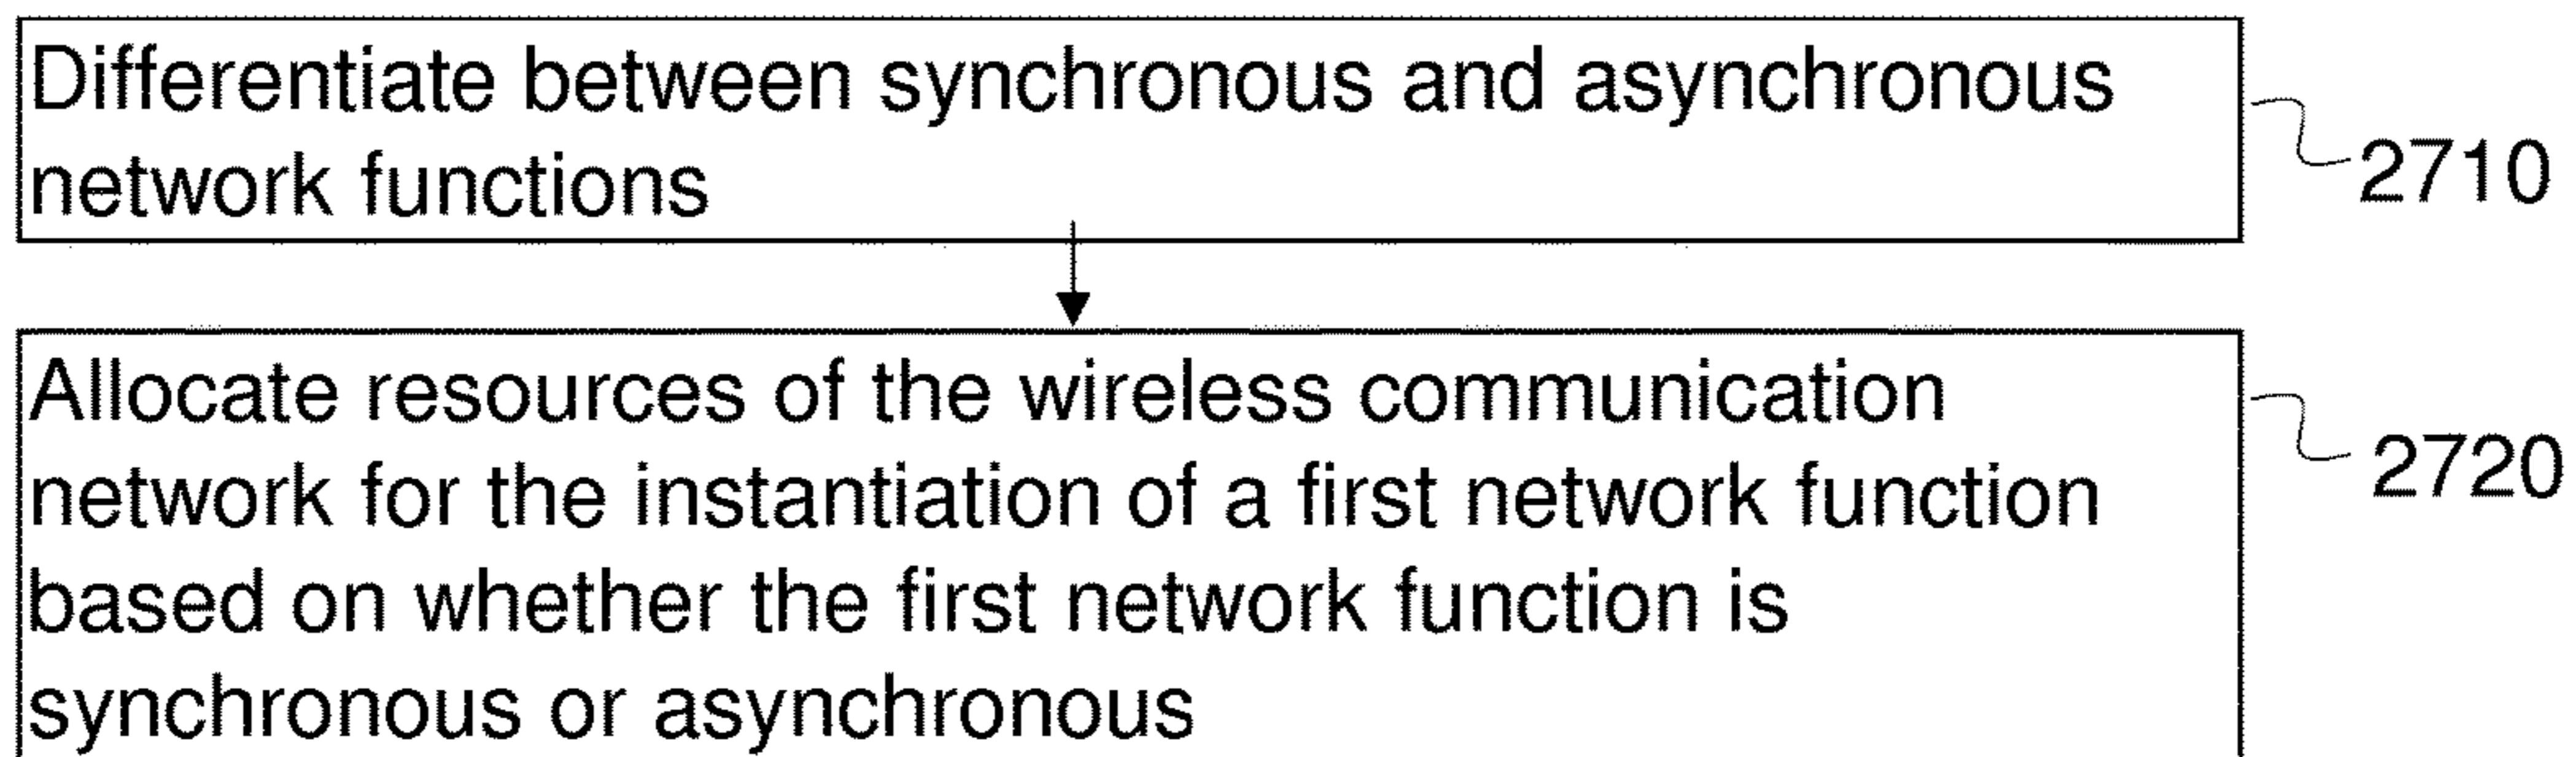 Differentiate between synchronous and asynchronous
network functions
2710
Allocate resources of the wireless communication
network for the instantiation of a first network function
based on whether the first network function is
synchronous or asynchronous
2720